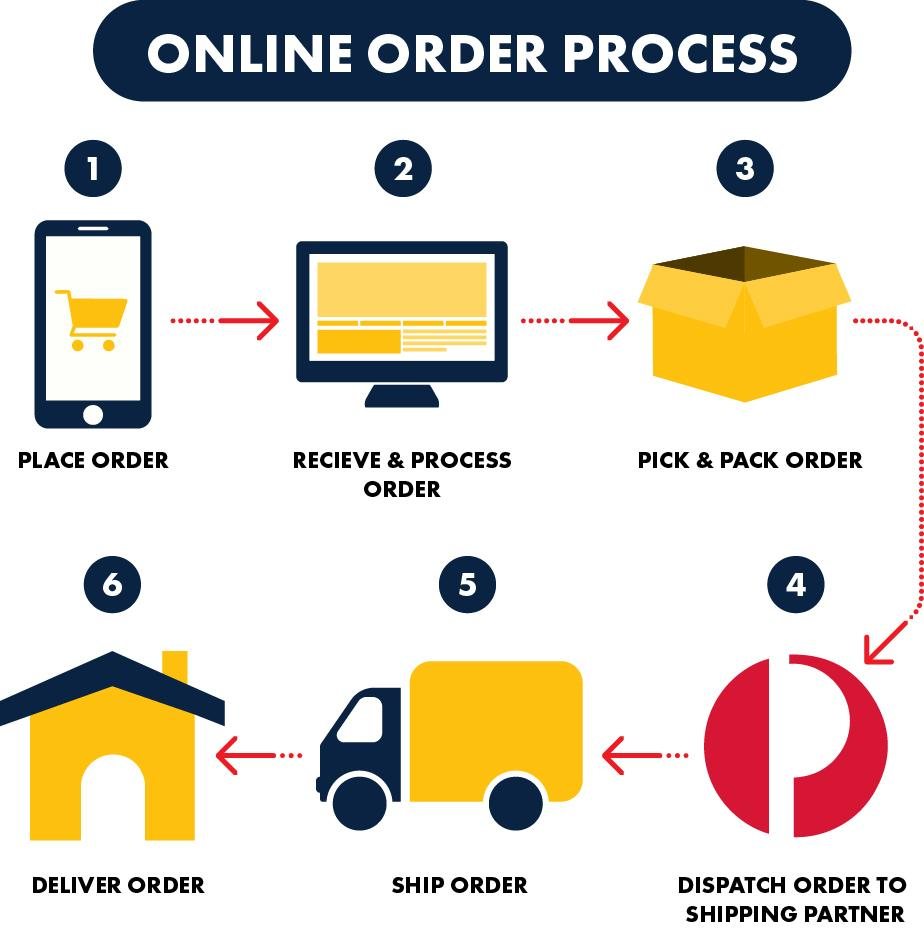 ONLINE ORDER PROCESS
1
2
3
PLACE ORDER
RECIEVE & PROCESS
ORDER
PICK & PACK ORDER
6
5
4
DELIVER ORDER
SHIP ORDER
DISPATCH ORDER TO
SHIPPING PARTNER